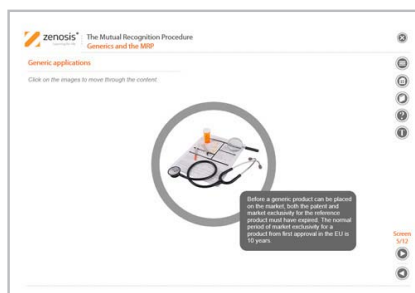 zenosis
The Mutual Recognition Procedure
Generics and the MRP
Generic applications
Click on the images to move through the content:
Before a generic product can be placed
on the market, both the patent and
market exclusivity for the reference
product must have expired. The normal
period of market exclusivity for a
product from first approval in the EU is
10 years.
Screen
5/12